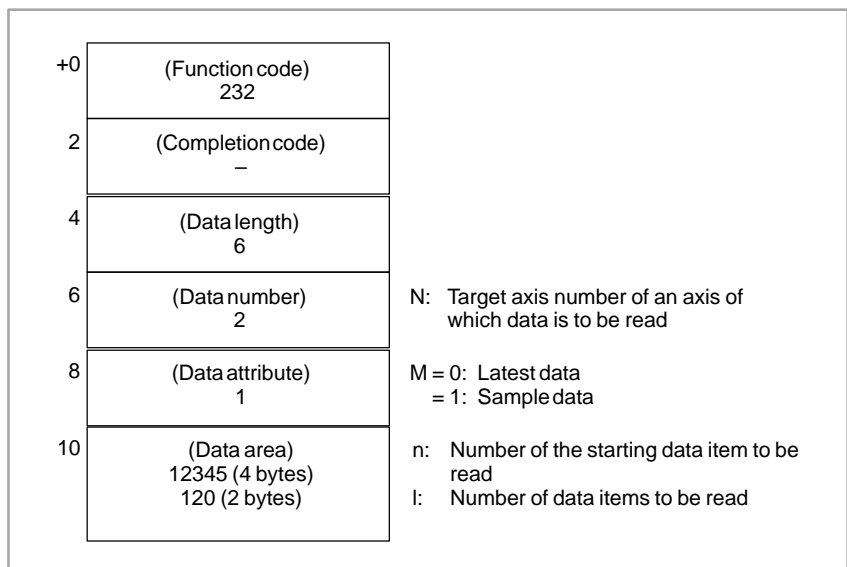 +0 (Function code)
232
2 (Completion code)
–
4 (Data length)
6
6 (Data number) N: Target axis number of an axis of
2 which data is to be read
8 (Data attribute) M = 0: Latest data
1 = 1: Sample data
10 (Data area) n: Number of the starting data item to be
12345 (4 bytes) read
120 (2 bytes) l: Number of data items to be read